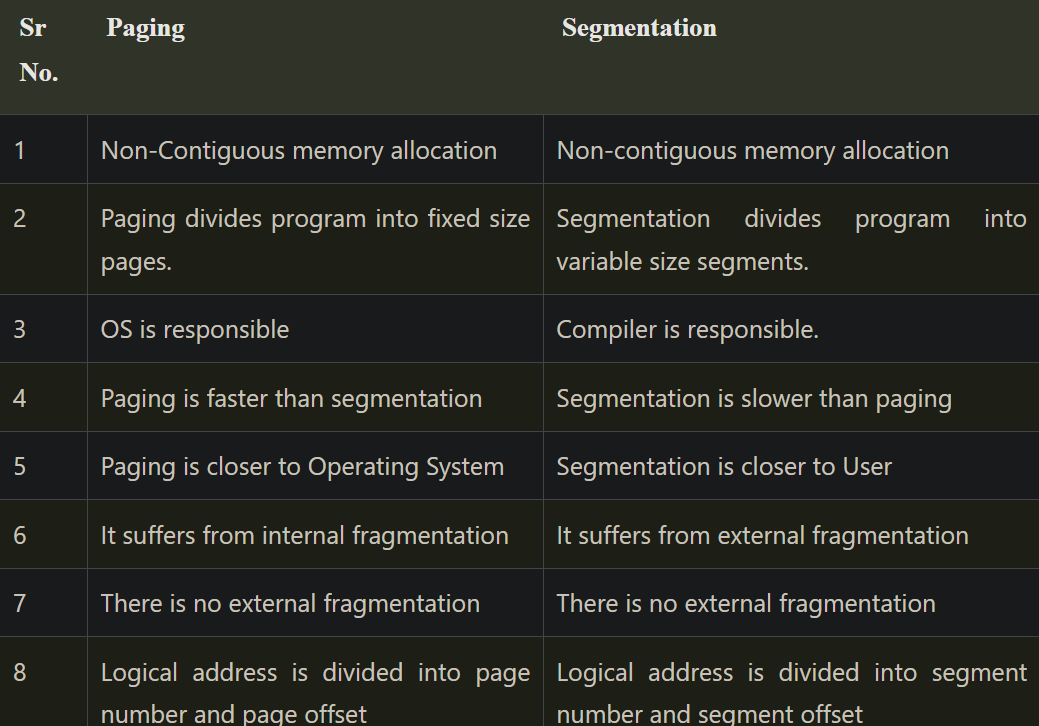 Sr No. Paging Segmentation
1 Non-Contiguous memory allocation Non-contiguous memory allocation
2 Paging divides program into fixed size pages. Segmentation divides program into variable size segments.
3 OS is responsible Compiler is responsible.
4 Paging is faster than segmentation Segmentation is slower than paging
5 Paging is closer to Operating System Segmentation is closer to User
6 It suffers from internal fragmentation It suffers from external fragmentation
7 There is no external fragmentation There is no external fragmentation
8 Logical address is divided into page number and page offset Logical address is divided into segment number and segment offset